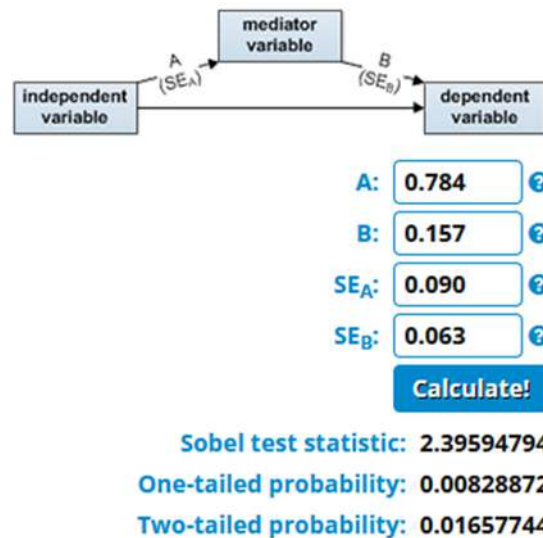 mediator
variable
A
(SEA)
B
(SEB)
independent
variable
dependent
variable
A: 0.784 ?
B: 0.157 ?
SEA: 0.090 ?
SEB: 0.063 ?
Calculate!
Sobel test statistic: 2.39594794
One-tailed probability: 0.00828872
Two-tailed probability: 0.01657744